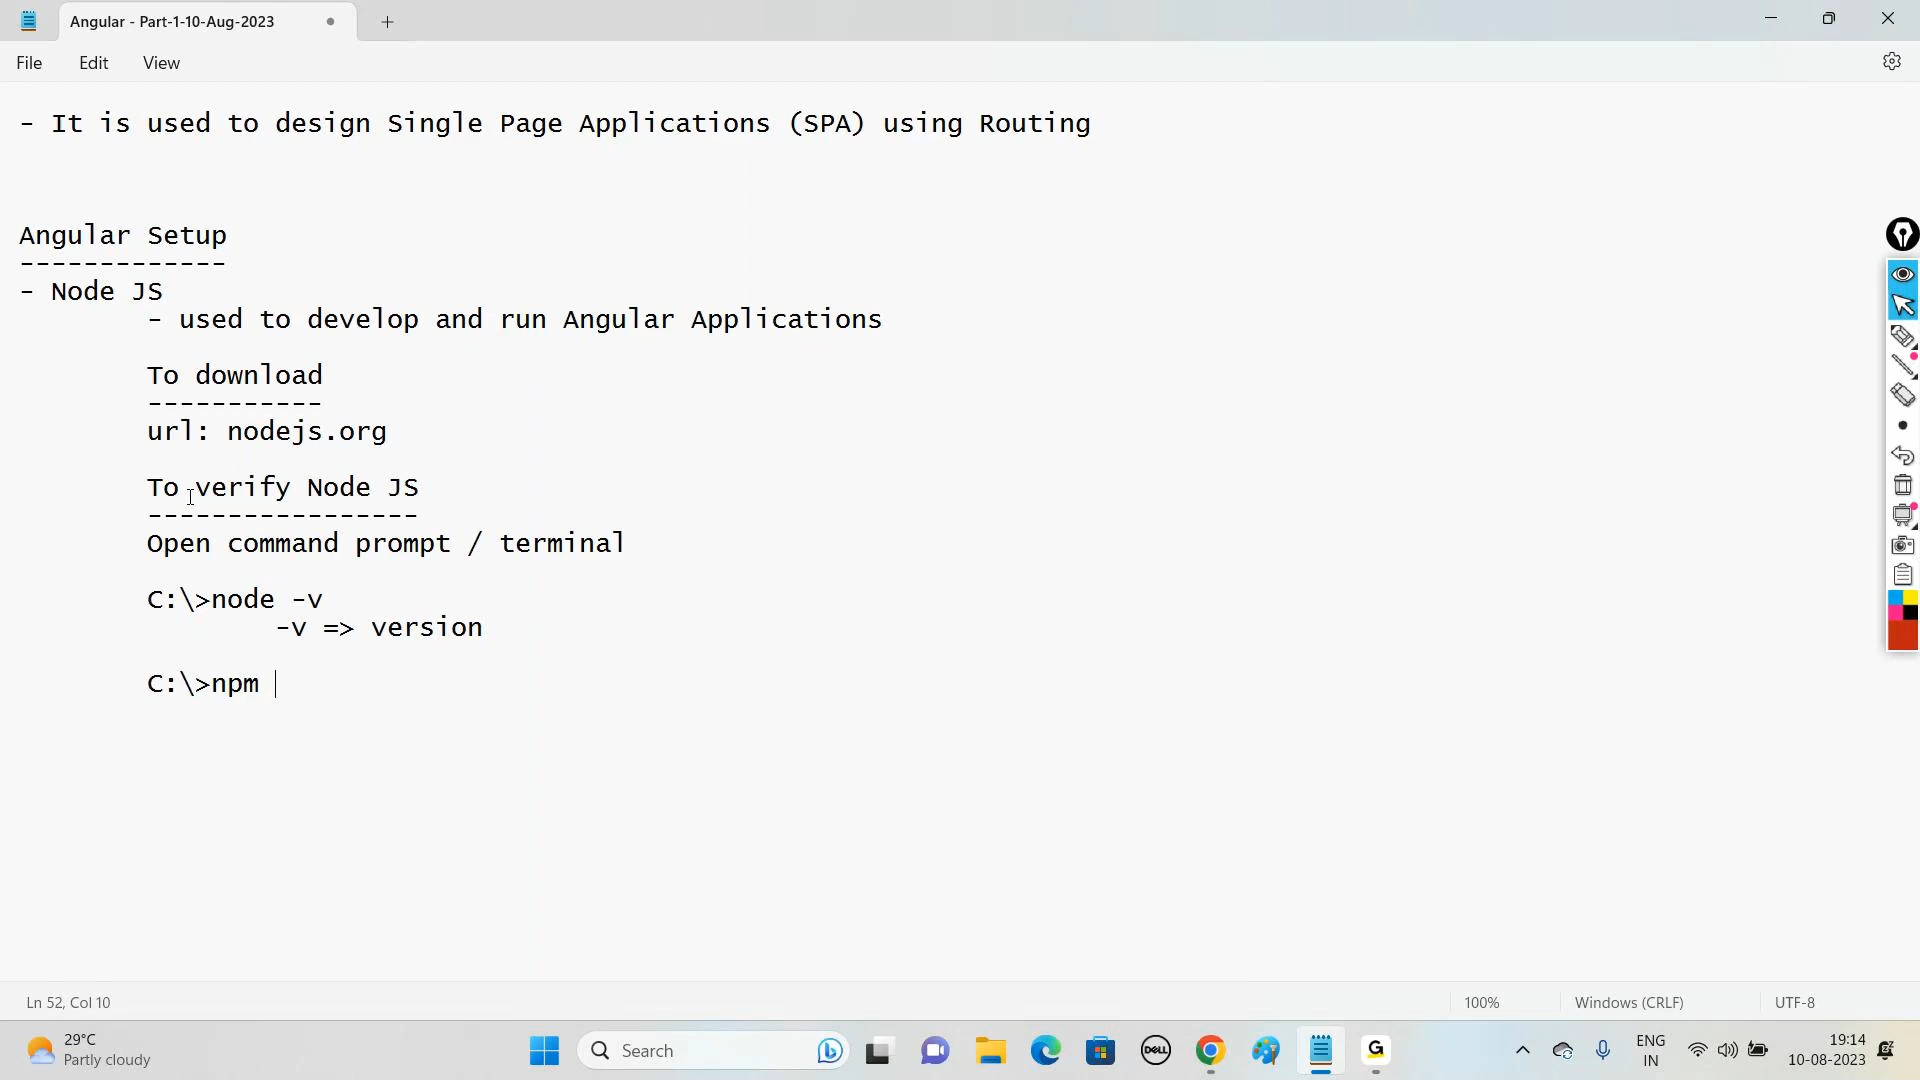 Angular - Part-1-10-Aug-2023
File Edit View
- It is used to design Single Page Applications (SPA) using Routing
Angular Setup
-------------
- Node JS
- used to develop and run Angular Applications
To download
-----------
url: nodejs.org
To verify Node JS
-----------------
Open command prompt / terminal
C:\>node -v
-v => version
C:\>npm
Ln 52, Col 10
100%
Windows (CRLF)
UTF-8
29°C
Partly cloudy
Search
DELL
G
ENG
IN
19:14
10-08-2023